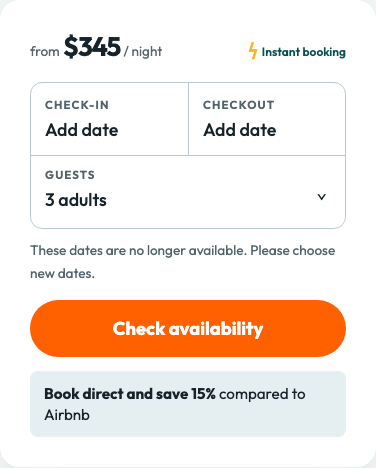 from $345 / night
Instant booking
CHECK-IN
Add date
CHECKOUT
Add date
GUESTS
3 adults
These dates are no longer available. Please choose
new dates.
Check availability
Book direct and save 15% compared to
Airbnb